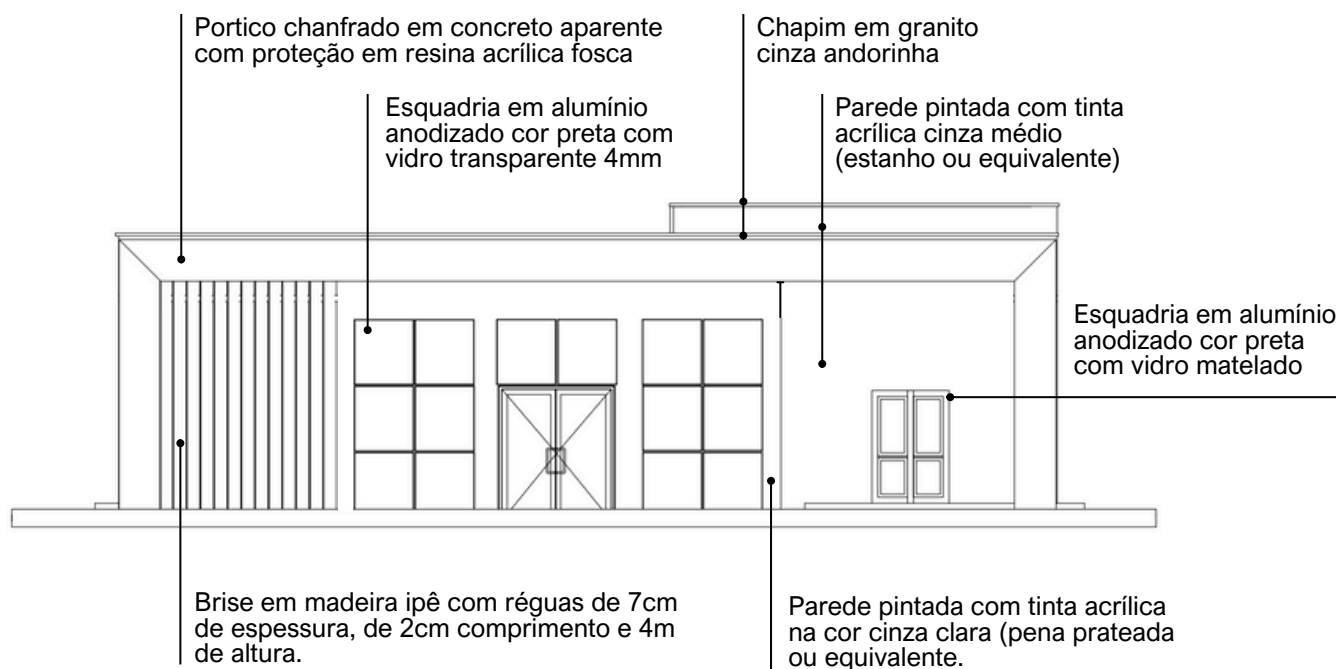 Portico chanfrado em concreto aparente
com proteção em resina acrílica fosca
Chapim em granito
cinza andorinha
Esquadria em alumínio
anodizado cor preta com
vidro transparente 4mm
Parede pintada com tinta
acrílica cinza médio
(estanho ou equivalente)
Esquadria em alumínio
anodizado cor preta
com vidro matelado
Brise em madeira ipê com réguas de 7cm
de espessura, de 2cm comprimento e 4m
de altura.
Parede pintada com tinta acrílica
na cor cinza clara (pena prateada
ou equivalente.